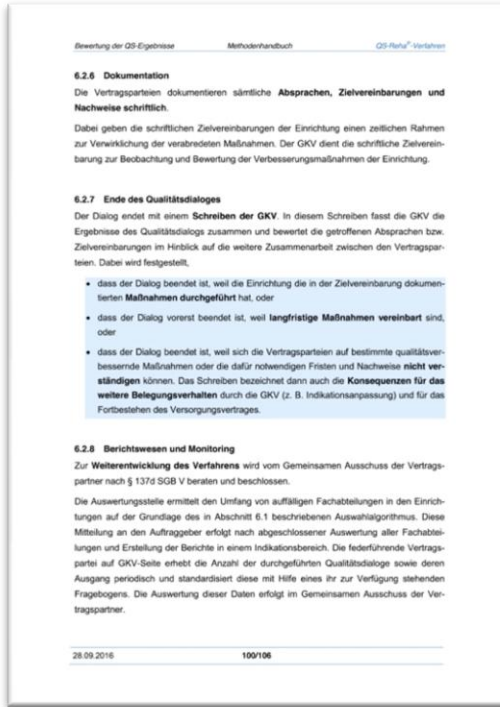 Bewertung der QS-Ergebnisse Methodenhandbuch QS-Reha®-Verfahren
6.2.6 Dokumentation
Die Vertragsparteien dokumentieren sämtliche Absprachen, Zielvereinbarungen und
Nachweise schriftlich.
Dabei geben die schriftlichen Zielvereinbarungen der Einrichtung einen zeitlichen Rahmen
zur Verwirklichung der verabredeten Maßnahmen. Der GKV dient die schriftliche Zielverein-
barung zur Beobachtung und Bewertung der Verbesserungsmaßnahmen der Einrichtung.
6.2.7 Ende des Qualitätsdialoges
Der Dialog endet mit einem Schreiben der GKV. In diesem Schreiben fasst die GKV die
Ergebnisse des Qualitätsdialogs zusammen und bewertet die getroffenen Absprachen bzw.
Zielvereinbarungen im Hinblick auf die weitere Zusammenarbeit zwischen den Vertragspar-
teien. Dabei wird festgestellt,
• dass der Dialog beendet ist, weil die Einrichtung die in der Zielvereinbarung dokumen-
tierten Maßnahmen durchgeführt hat, oder
• dass der Dialog vorerst beendet ist, weil langfristige Maßnahmen vereinbart sind,
oder
• dass der Dialog beendet ist, weil sich die Vertragsparteien auf bestimmte qualitätsver-
bessernde Maßnahmen oder die dafür notwendigen Fristen und Nachweise nicht ver-
ständigen können. Das Schreiben bezeichnet dann auch die Konsequenzen für das
weitere Belegungsverhalten durch die GKV (z. B. Indikationsanpassung) und für das
Fortbestehen des Versorgungsvertrages.
6.2.8 Berichtswesen und Monitoring
Zur Weiterentwicklung des Verfahrens wird vom Gemeinsamen Ausschuss der Vertrags-
partner nach § 137d SGB V beraten und beschlossen.
Die Auswertungsstelle ermittelt den Umfang von auffälligen Fachabteilungen in den Einrich-
tungen auf der Grundlage des in Abschnitt 6.1 beschriebenen Auswahlalgorithmus. Diese
Mitteilung an den Auftraggeber erfolgt nach abgeschlossener Auswertung aller Fachabtei-
lungen und Erstellung der Berichte in einem Indikationsbereich. Die federführende Vertrags-
partei auf GKV-Seite erhebt die Anzahl der durchgeführten Qualitätsdialoge sowie deren
Ausgang periodisch und standardisiert diese mit Hilfe eines ihr zur Verfügung stehenden
Fragebogens. Die Auswertung dieser Daten erfolgt im Gemeinsamen Ausschuss der Ver-
tragspartner.
28.09.2016 100/106